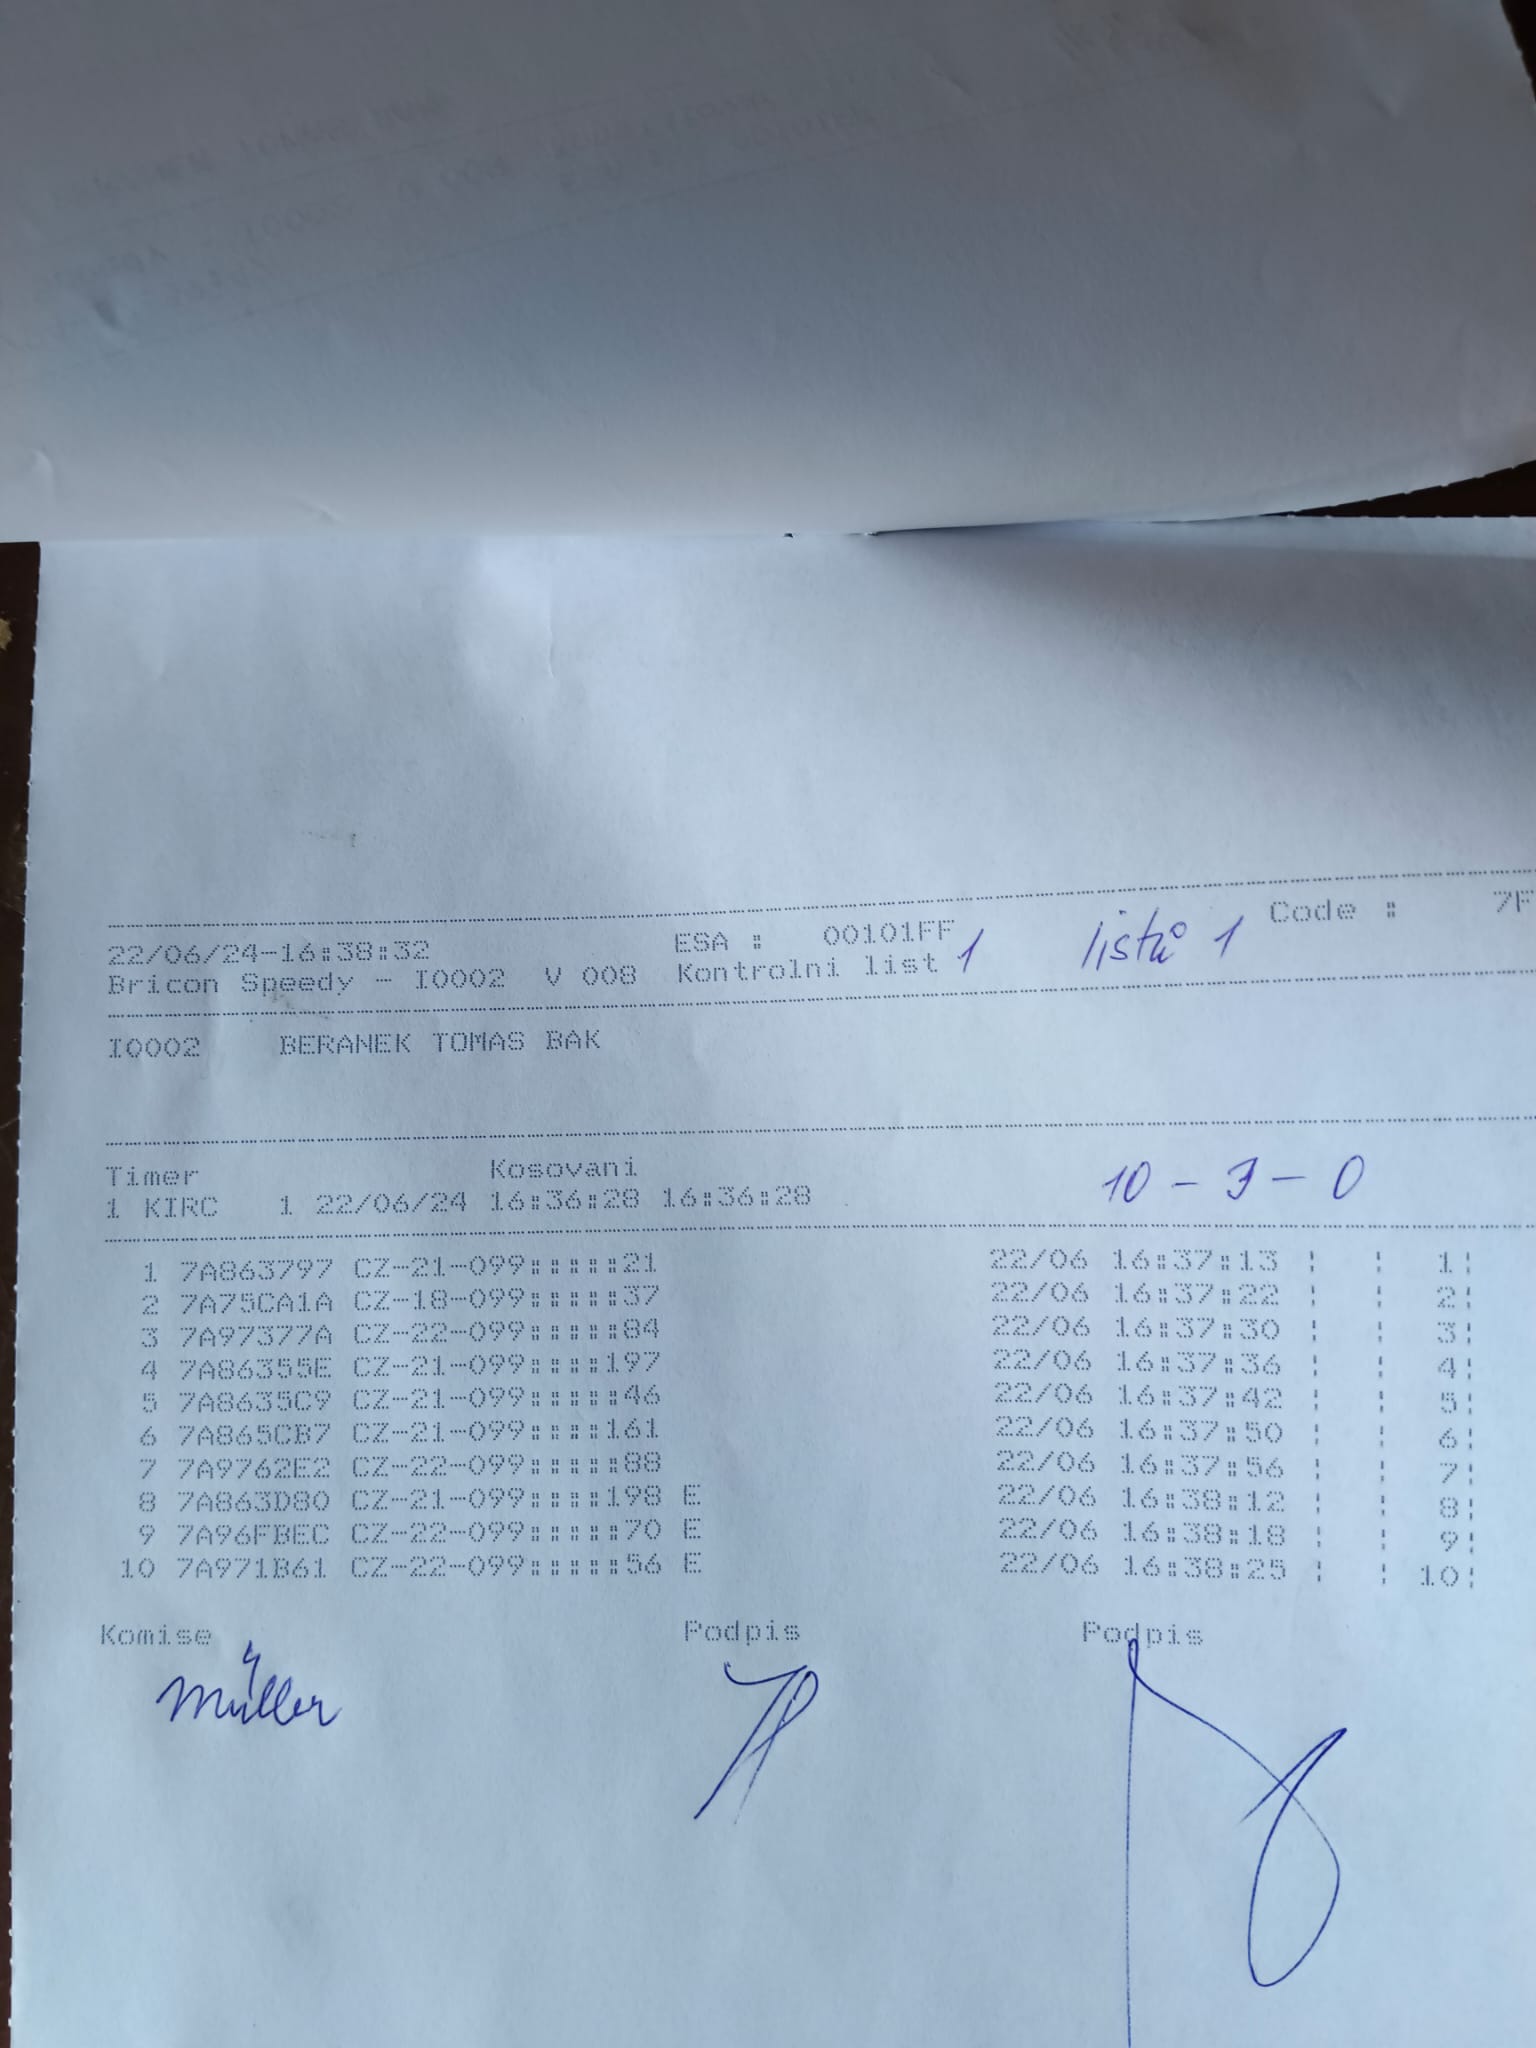 22/06/24-16:38:32 ESA : 00101FF listů 1 Code : 7F
Bricon Speedy - I0002 V 008 Kontrolni list 1
I0002 BERANEK TOMAS BAK
Timer Kosovani
1 KIRC 1 22/06/24 16:36:28 16:36:28 10 - 3 - 0
1 7A863797 CZ-21-099:::::21 22/06 16:37:13 ¦ ¦ 1¦
2 7A75CA1A CZ-18-099:::::37 22/06 16:37:22 ¦ ¦ 2¦
3 7A97377A CZ-22-099:::::84 22/06 16:37:30 ¦ ¦ 3¦
4 7A86355E CZ-21-099::::197 22/06 16:37:36 ¦ ¦ 4¦
5 7A8635C9 CZ-21-099:::::46 22/06 16:37:42 ¦ ¦ 5¦
6 7A865CB7 CZ-21-099::::161 22/06 16:37:50 ¦ ¦ 6¦
7 7A9762E2 CZ-22-099:::::88 22/06 16:37:56 ¦ ¦ 7¦
8 7A863D80 CZ-21-099::::198 E 22/06 16:38:12 ¦ ¦ 8¦
9 7A96FBEC CZ-22-099:::::70 E 22/06 16:38:18 ¦ ¦ 9¦
10 7A971B61 CZ-22-099:::::56 E 22/06 16:38:25 ¦ ¦ 10¦
Komise Podpis Podpis
Müller